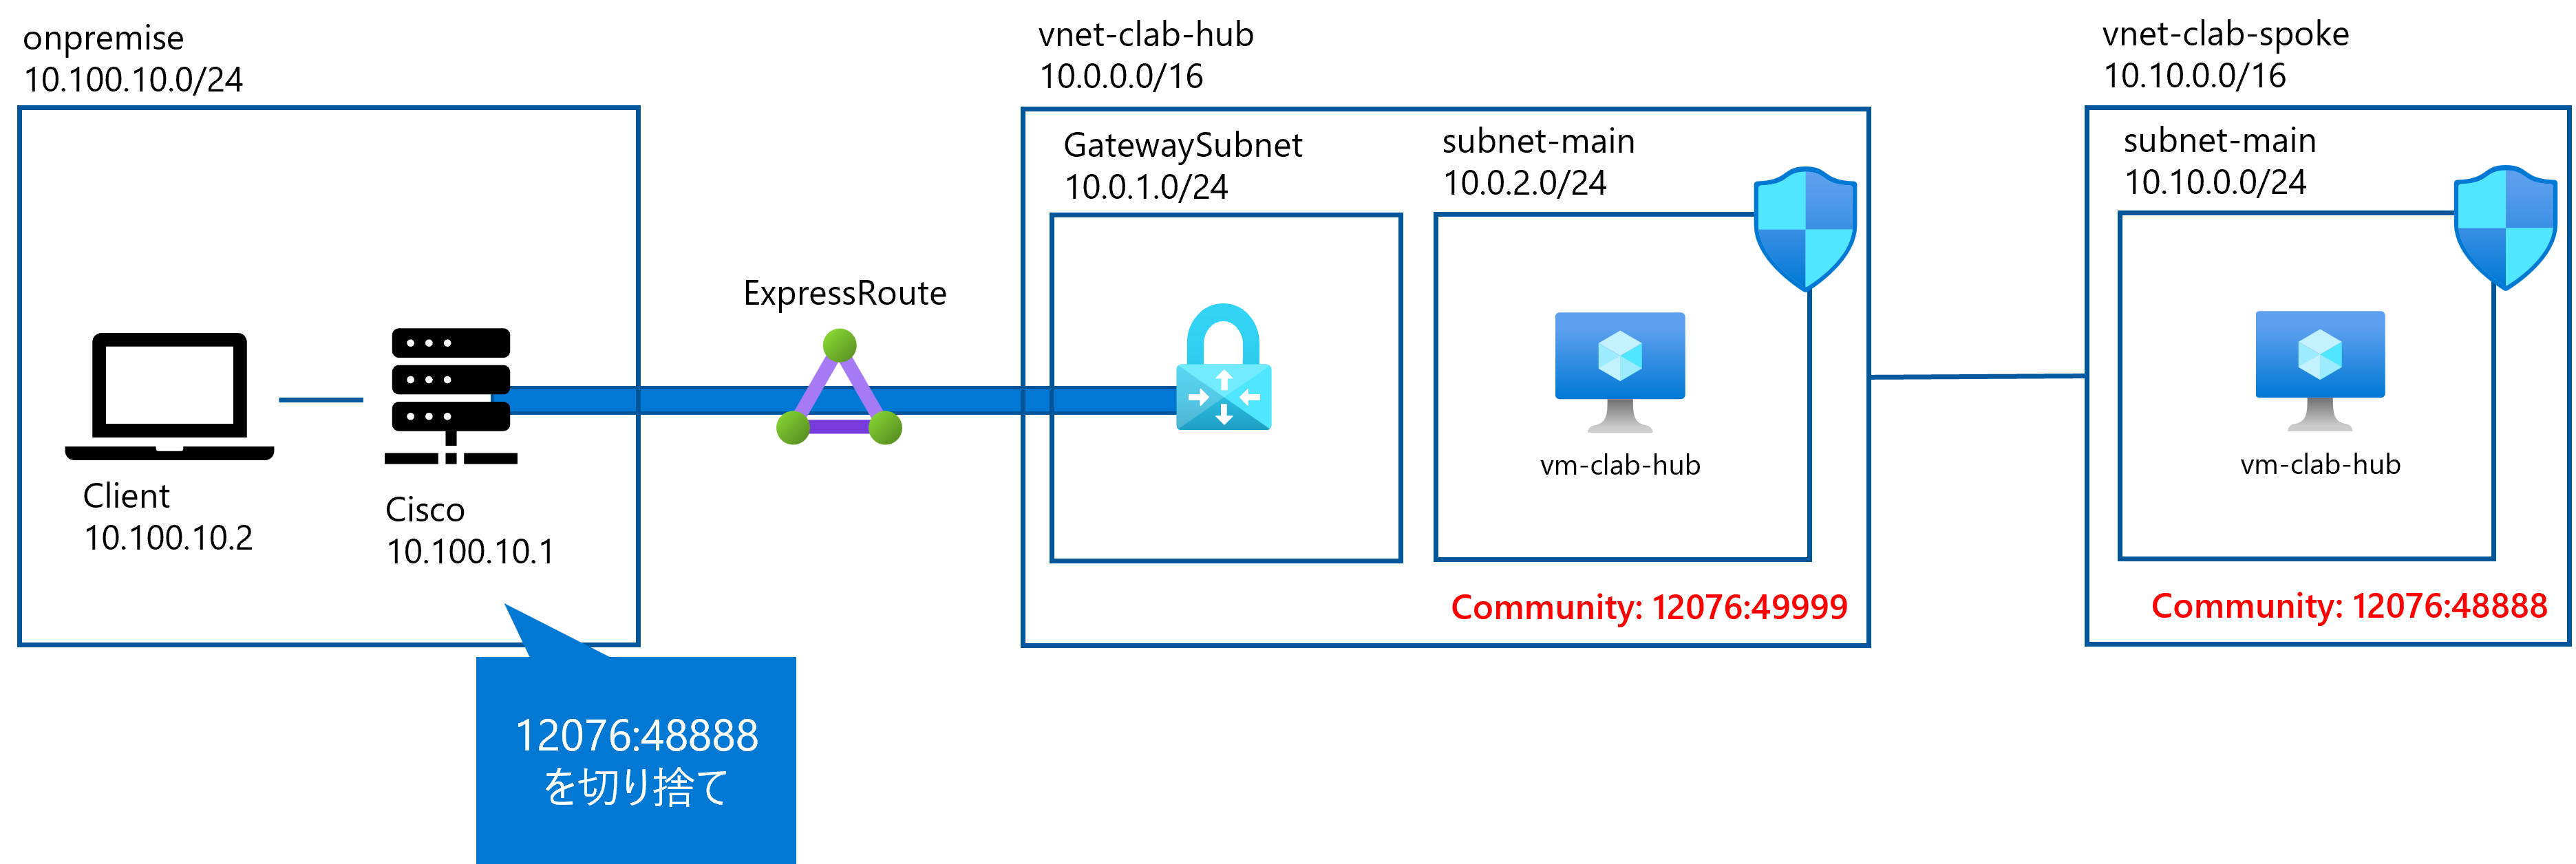 onpremise
10.100.10.0/24
Client
10.100.10.2
Cisco
10.100.10.1
12076:48888
を切り捨て
ExpressRoute
vnet-clab-hub
10.0.0.0/16
GatewaySubnet
10.0.1.0/24
subnet-main
10.0.2.0/24
vm-clab-hub
Community: 12076:49999
vnet-clab-spoke
10.10.0.0/16
subnet-main
10.10.0.0/24
vm-clab-hub
Community: 12076:48888